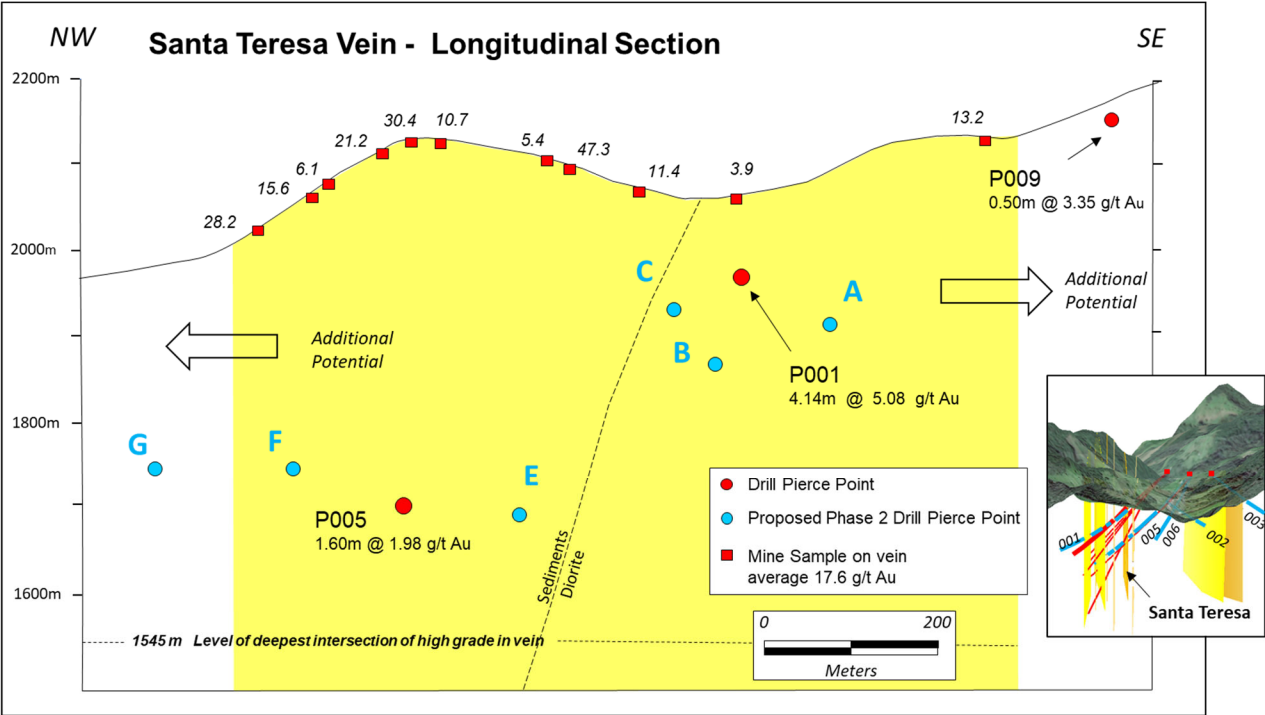 NW
Santa Teresa Vein - Longitudinal Section
SE
2200m
30.4
10.7
13.2
21.2
5.4
47.3
6.1
11.4
3.9
15.6
P009
0.50m @ 3.35 g/t Au
28.2
2000m
C
A
Additional
Potential
Additional
Potential
B
P001
4.14m @ 5.08 g/t Au
1800m
G
F
E
Drill Pierce Point
P005
1.60m @ 1.98 g/t Au
Proposed Phase 2 Drill Pierce Point
Mine Sample on vein
average 17.6 g/t Au
Sediments
Diorite
1600m
001
005
006
002
003
Santa Teresa
0
200
Meters
1545 m Level of deepest intersection of high grade in vein